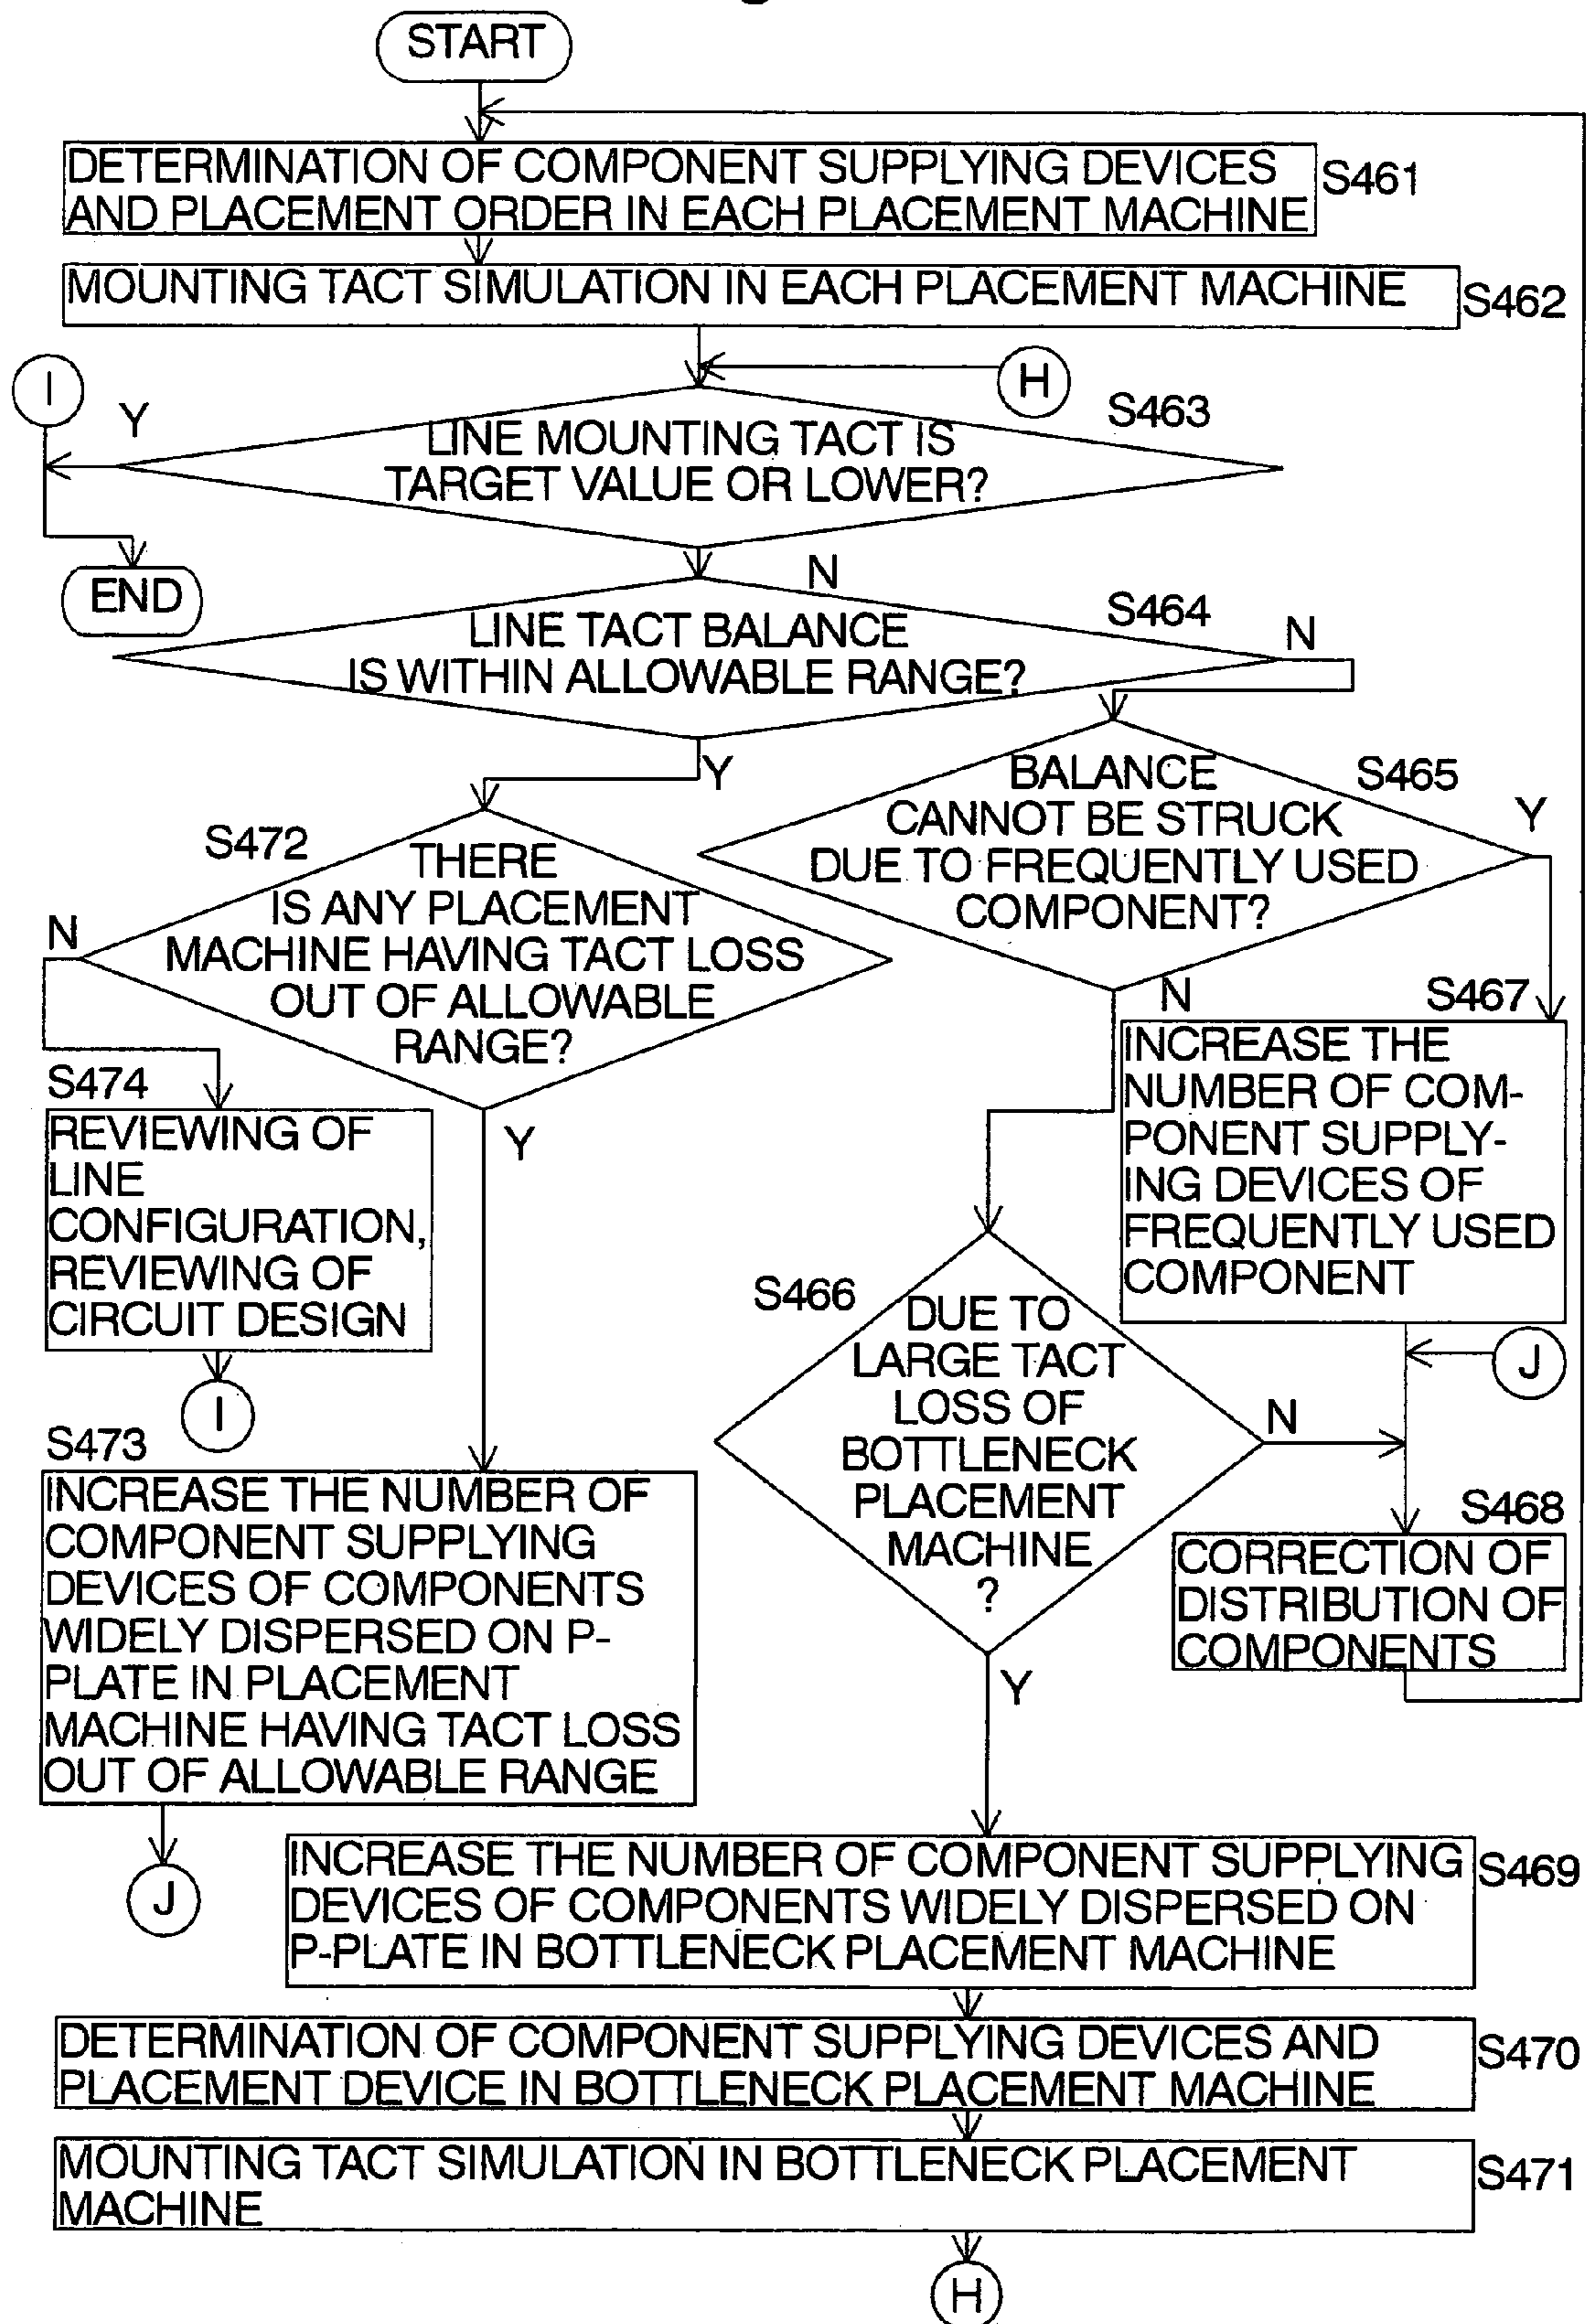 START
DETERMINATION OF COMPONENT SUPPLYING DEVICES
AND PLACEMENT ORDER IN EACH PLACEMENT MACHINE
S461
MOUNTING TACT SIMULATION IN EACH PLACEMENT MACHINE
S462
I
H
Y
S463
LINE MOUNTING TACT IS
TARGET VALUE OR LOWER?
END
N
S464
LINE TACT BALANCE
IS WITHIN ALLOWABLE RANGE?
N
Y
S465
BALANCE
CANNOT BE STRUCK
DUE TO FREQUENTLY USED
COMPONENT?
Y
N
S472
THERE
IS ANY PLACEMENT
MACHINE HAVING TACT LOSS
OUT OF ALLOWABLE
RANGE?
N
Y
S467
INCREASE THE
NUMBER OF COM-
PONENT SUPPLY-
ING DEVICES OF
FREQUENTLY USED
COMPONENT
S474
REVIEWING OF
LINE
CONFIGURATION,
REVIEWING OF
CIRCUIT DESIGN
I
S466
DUE TO
LARGE TACT
LOSS OF
BOTTLENECK
PLACEMENT
MACHINE
?
N
Y
J
S468
CORRECTION OF
DISTRIBUTION OF
COMPONENTS
S473
INCREASE THE NUMBER OF
COMPONENT SUPPLYING
DEVICES OF COMPONENTS
WIDELY DISPERSED ON P-
PLATE IN PLACEMENT
MACHINE HAVING TACT LOSS
OUT OF ALLOWABLE RANGE
J
INCREASE THE NUMBER OF COMPONENT SUPPLYING
DEVICES OF COMPONENTS WIDELY DISPERSED ON
P-PLATE IN BOTTLENECK PLACEMENT MACHINE
S469
DETERMINATION OF COMPONENT SUPPLYING DEVICES AND
PLACEMENT DEVICE IN BOTTLENECK PLACEMENT MACHINE
S470
MOUNTING TACT SIMULATION IN BOTTLENECK PLACEMENT
MACHINE
S471
H